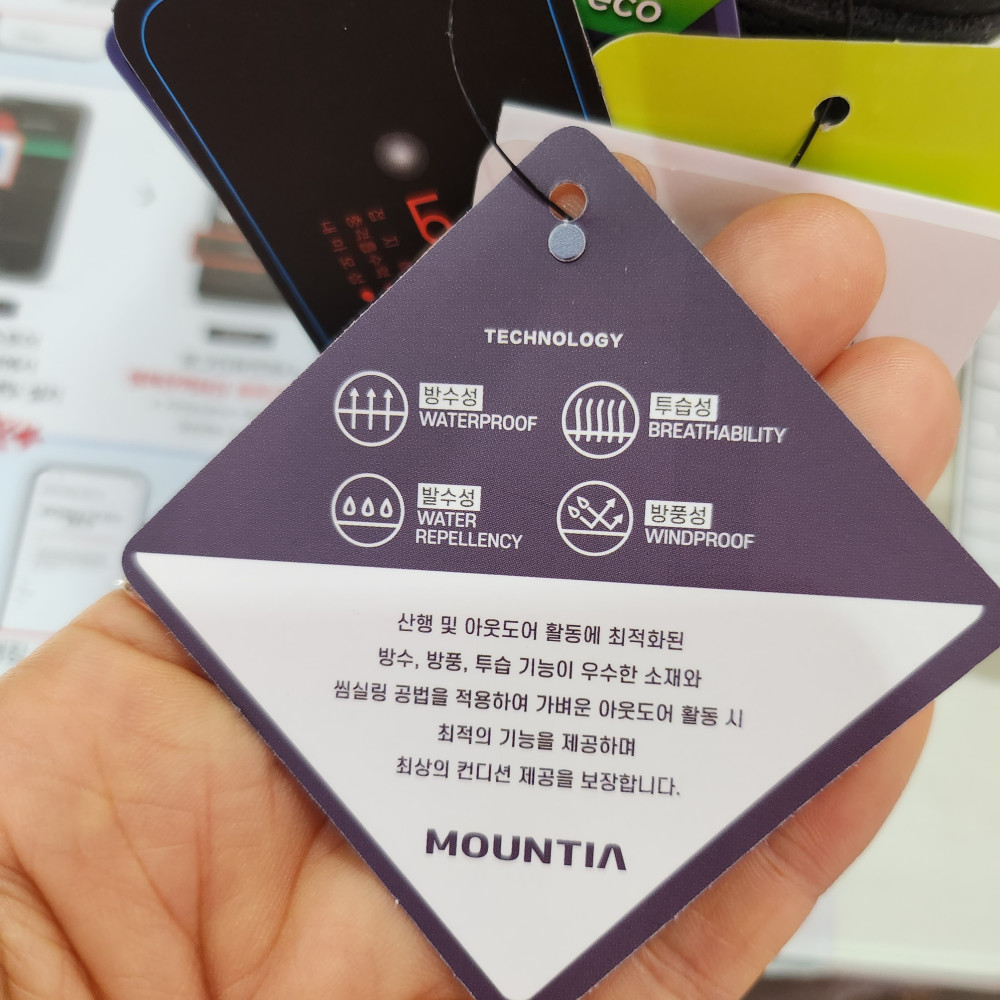 eco
TECHNOLOGY
방수성
WATERPROOF
투습성
BREATHABILITY
발수성
WATER
REPELLENCY
방풍성
WINDPROOF
산행 및 아웃도어 활동에 최적화된
방수, 방풍, 투습 기능이 우수한 소재와
씸실링 공법을 적용하여 가벼운 아웃도어 활동 시
최적의 기능을 제공하며
최상의 컨디션 제공을 보장합니다.
MOUNTIA